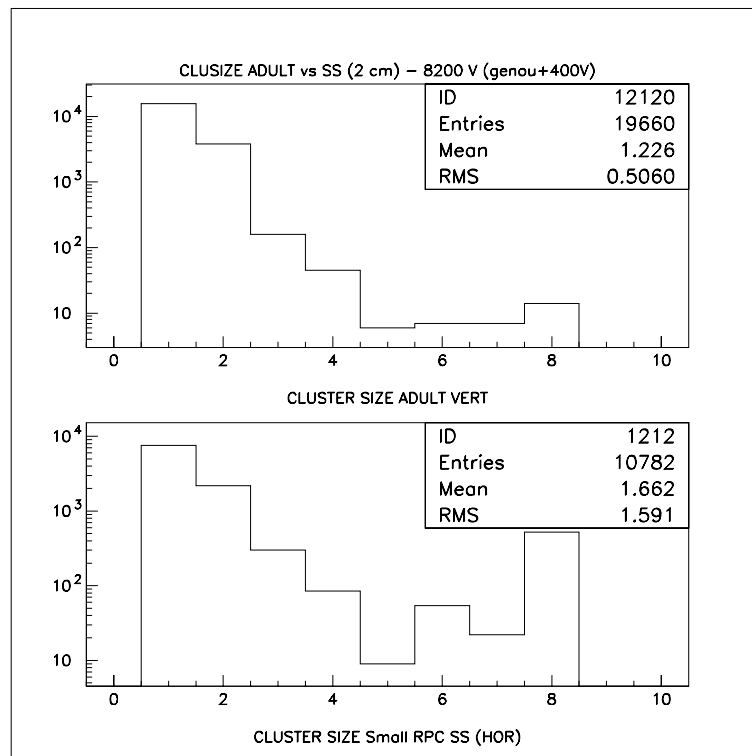 CLUSIZE ADULT vs SS (2 cm) – 8200 V (genou+400V)
ID 12120
Entries 19660
Mean 1.226
RMS 0.5060
10^4
10^3
10^2
10
0 2 4 6 8 10
CLUSTER SIZE ADULT VERT
ID 1212
Entries 10782
Mean 1.662
RMS 1.591
10^4
10^3
10^2
10
0 2 4 6 8 10
CLUSTER SIZE Small RPC SS (HOR)